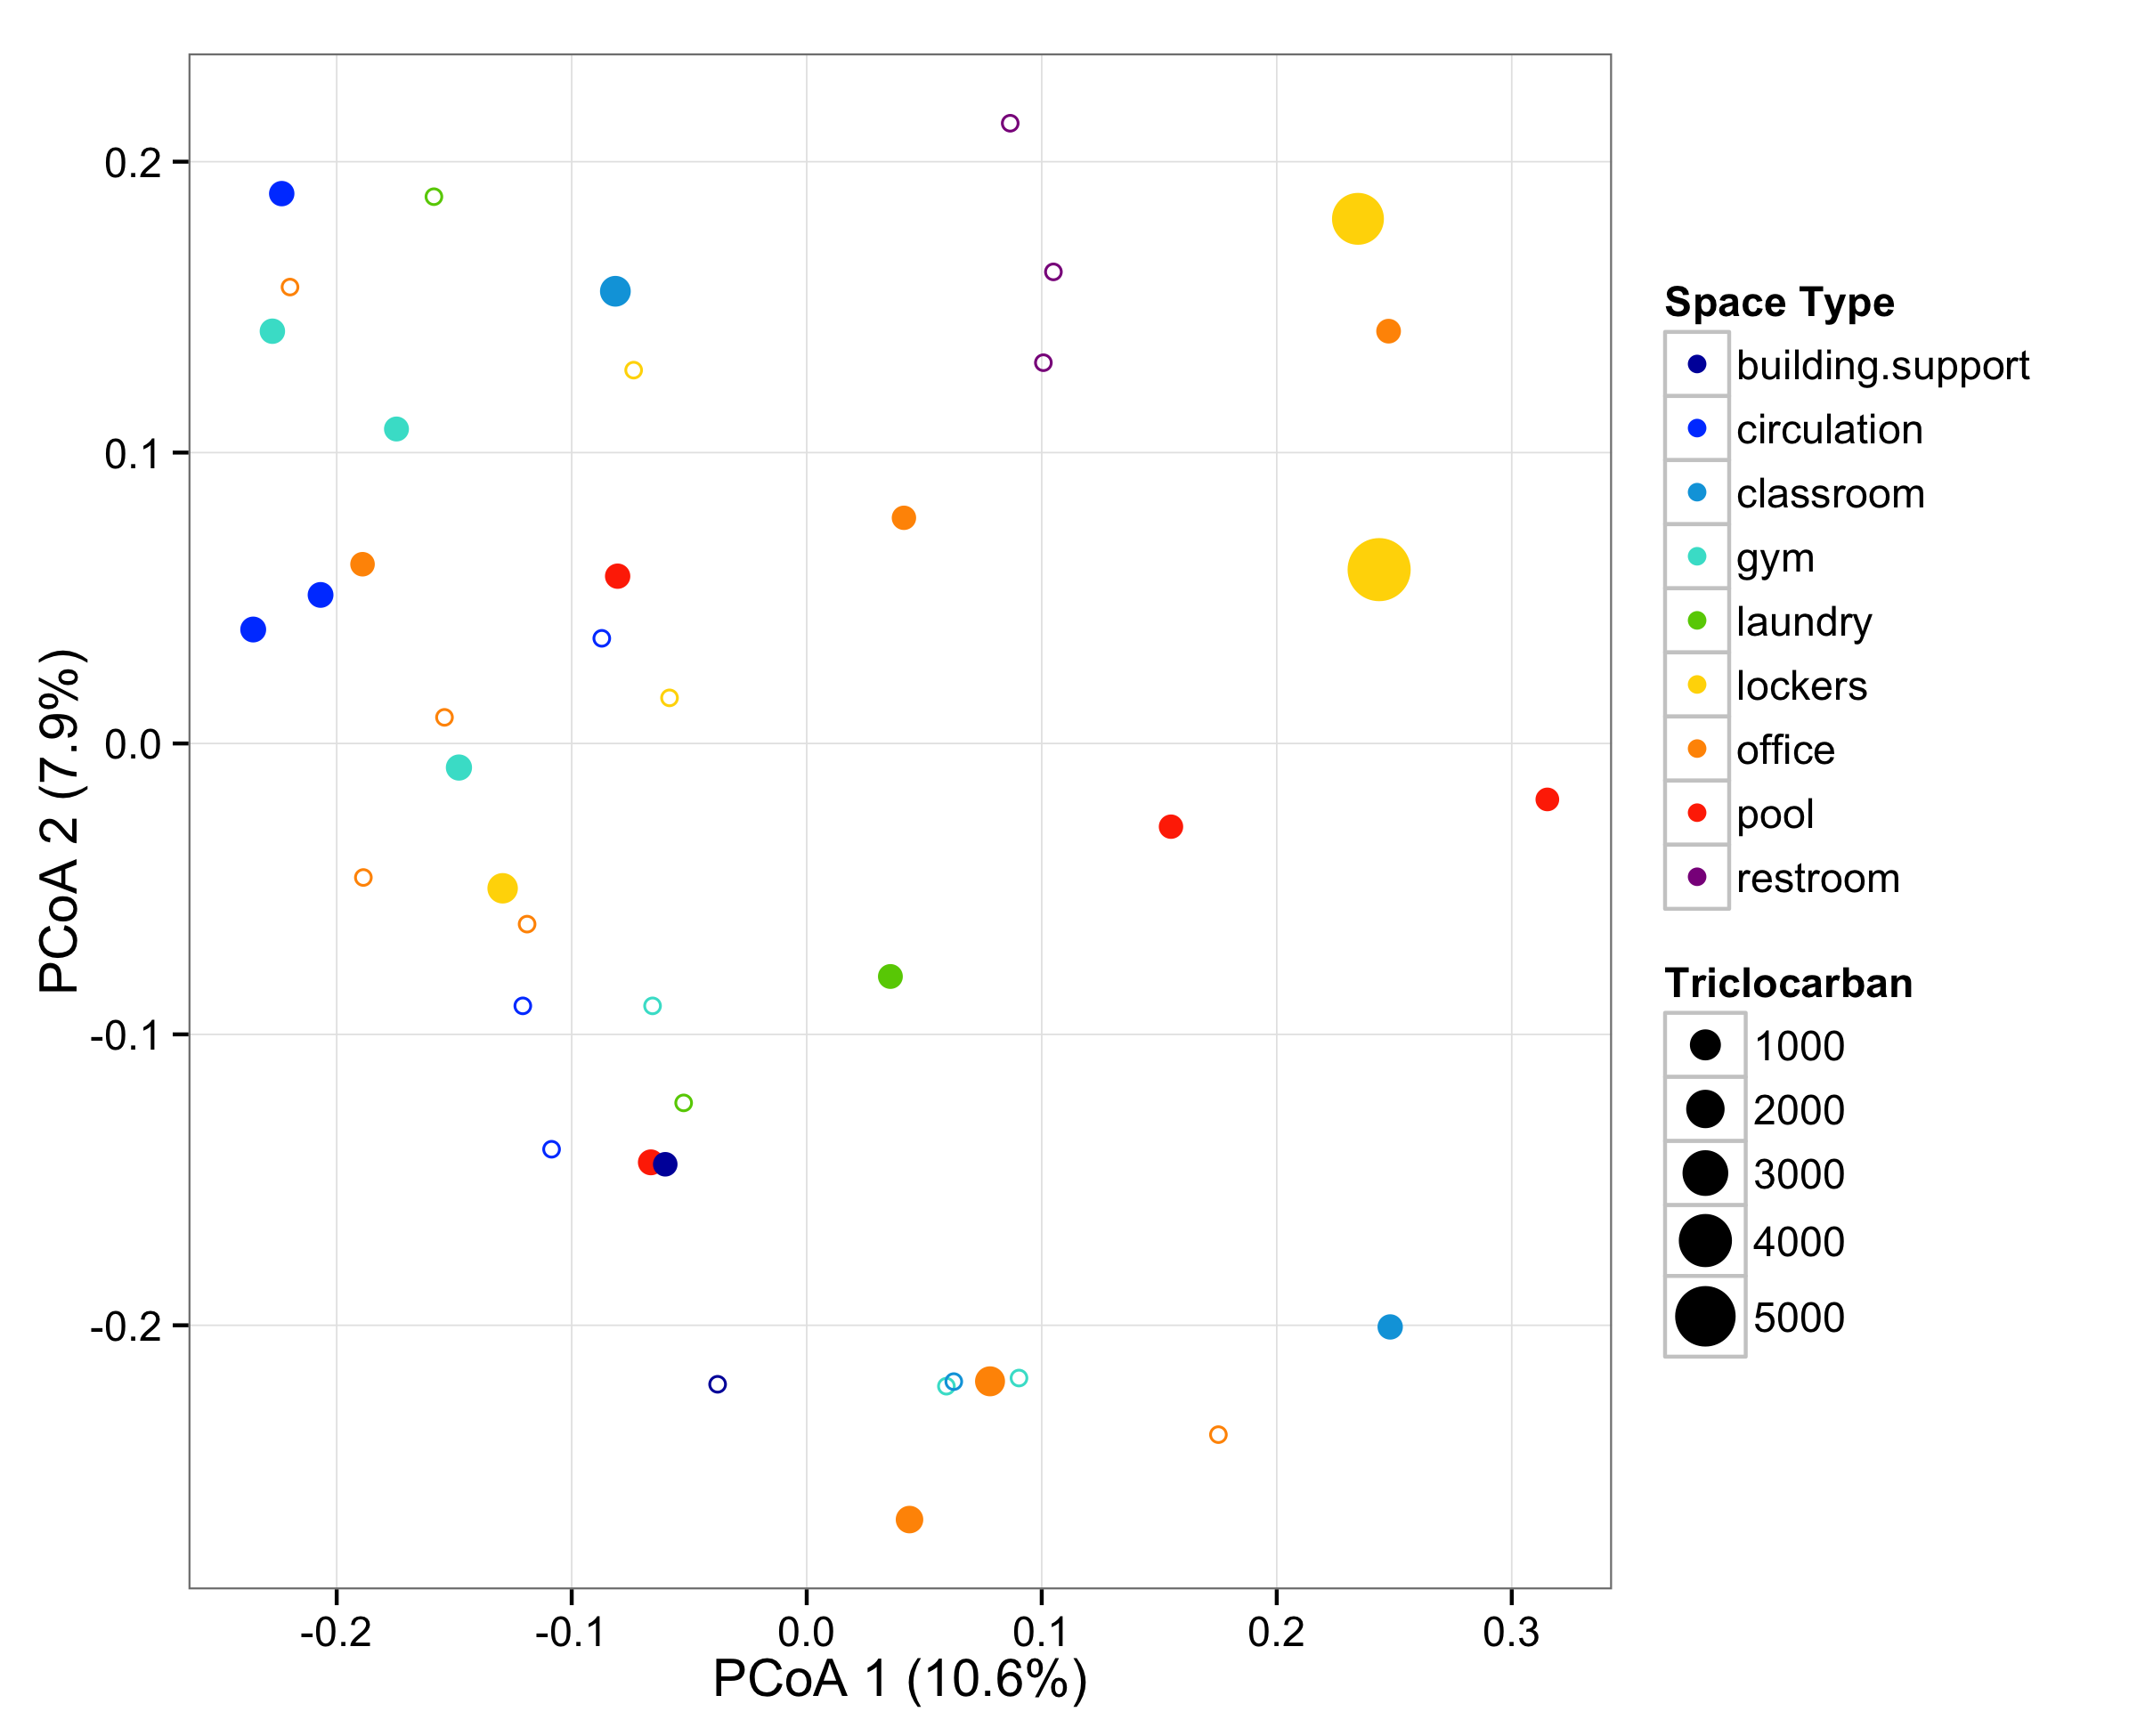 0.2
0.1
0.0
-0.1
-0.2
PCoA 2 (7.9%)
-0.2 -0.1 0.0 0.1 0.2 0.3
PCoA 1 (10.6%)
Space Type
building.support
circulation
classroom
gym
laundry
lockers
office
pool
restroom
Triclocarban
1000
2000
3000
4000
5000